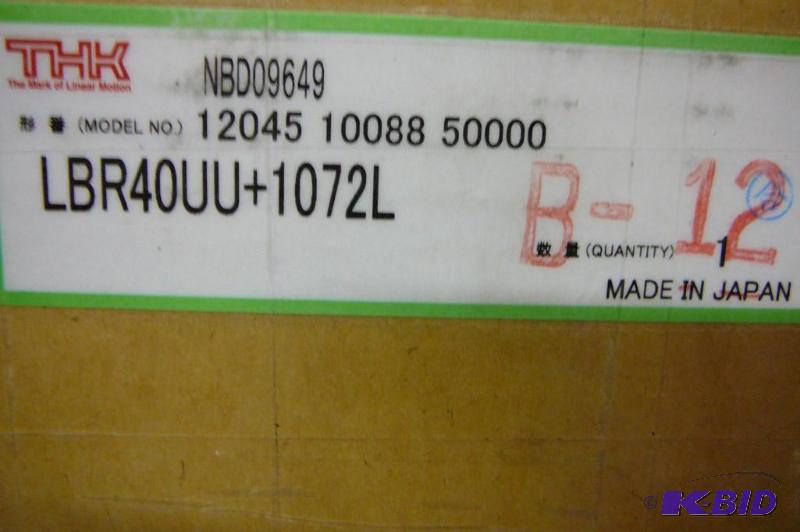 THK
The Mark of Linear Motion
NBD09649
形 番 (MODEL NO.) 12045 10088 50000
LBR40UU+1072L
B-12
数 量 (QUANTITY) 1
MADE IN JAPAN
© K-BID